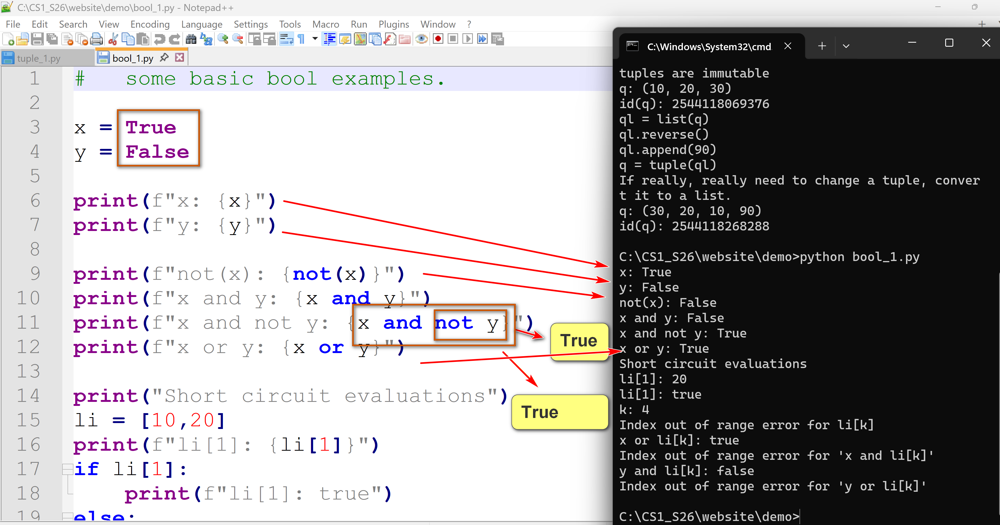 C:\CS1_S26\website\demo\bool_1.py - Notepad++
File Edit Search View Encoding Language Settings Tools Macro Run Plugins Window ?
tuple_1.py
bool_1.py
1 #   some basic bool examples.
2
3 x = True
4 y = False
5
6 print(f"x: {x}")
7 print(f"y: {y}")
8
9 print(f"not(x): {not(x)}")
10 print(f"x and y: {x and y}")
11 print(f"x and not y: {x and not y}")
12 print(f"x or y: {x or y}")
13
14 print("Short circuit evaluations")
15 li = [10,20]
16 print(f"li[1]: {li[1]}")
17 if li[1]:
18     print(f"li[1]: true")
19 else:
True
True
C:\Windows\System32\cmd.
tuples are immutable
q: (10, 20, 30)
id(q): 2544118069376
ql = list(q)
ql.reverse()
ql.append(90)
q = tuple(ql)
If really, really need to change a tuple, conver
t it to a list.
q: (30, 20, 10, 90)
id(q): 2544118268288
C:\CS1_S26\website\demo>python bool_1.py
x: True
y: False
not(x): False
x and y: False
x and not y: True
x or y: True
Short circuit evaluations
li[1]: 20
li[1]: true
k: 4
Index out of range error for li[k]
x or li[k]: true
Index out of range error for 'x and li[k]'
y and li[k]: false
Index out of range error for 'y or li[k]'
C:\CS1_S26\website\demo>